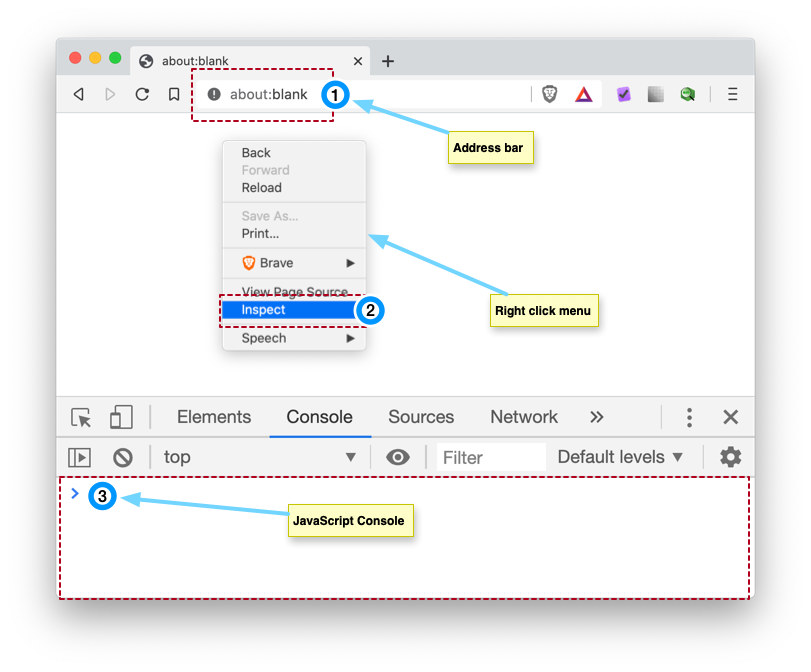 about:blank
about:blank
1
Address bar
Back
Forward
Reload
Save As...
Print...
Brave
View Page Source
Inspect
2
Speech
Right click menu
Elements Console Sources Network
top Filter Default levels
3
JavaScript Console